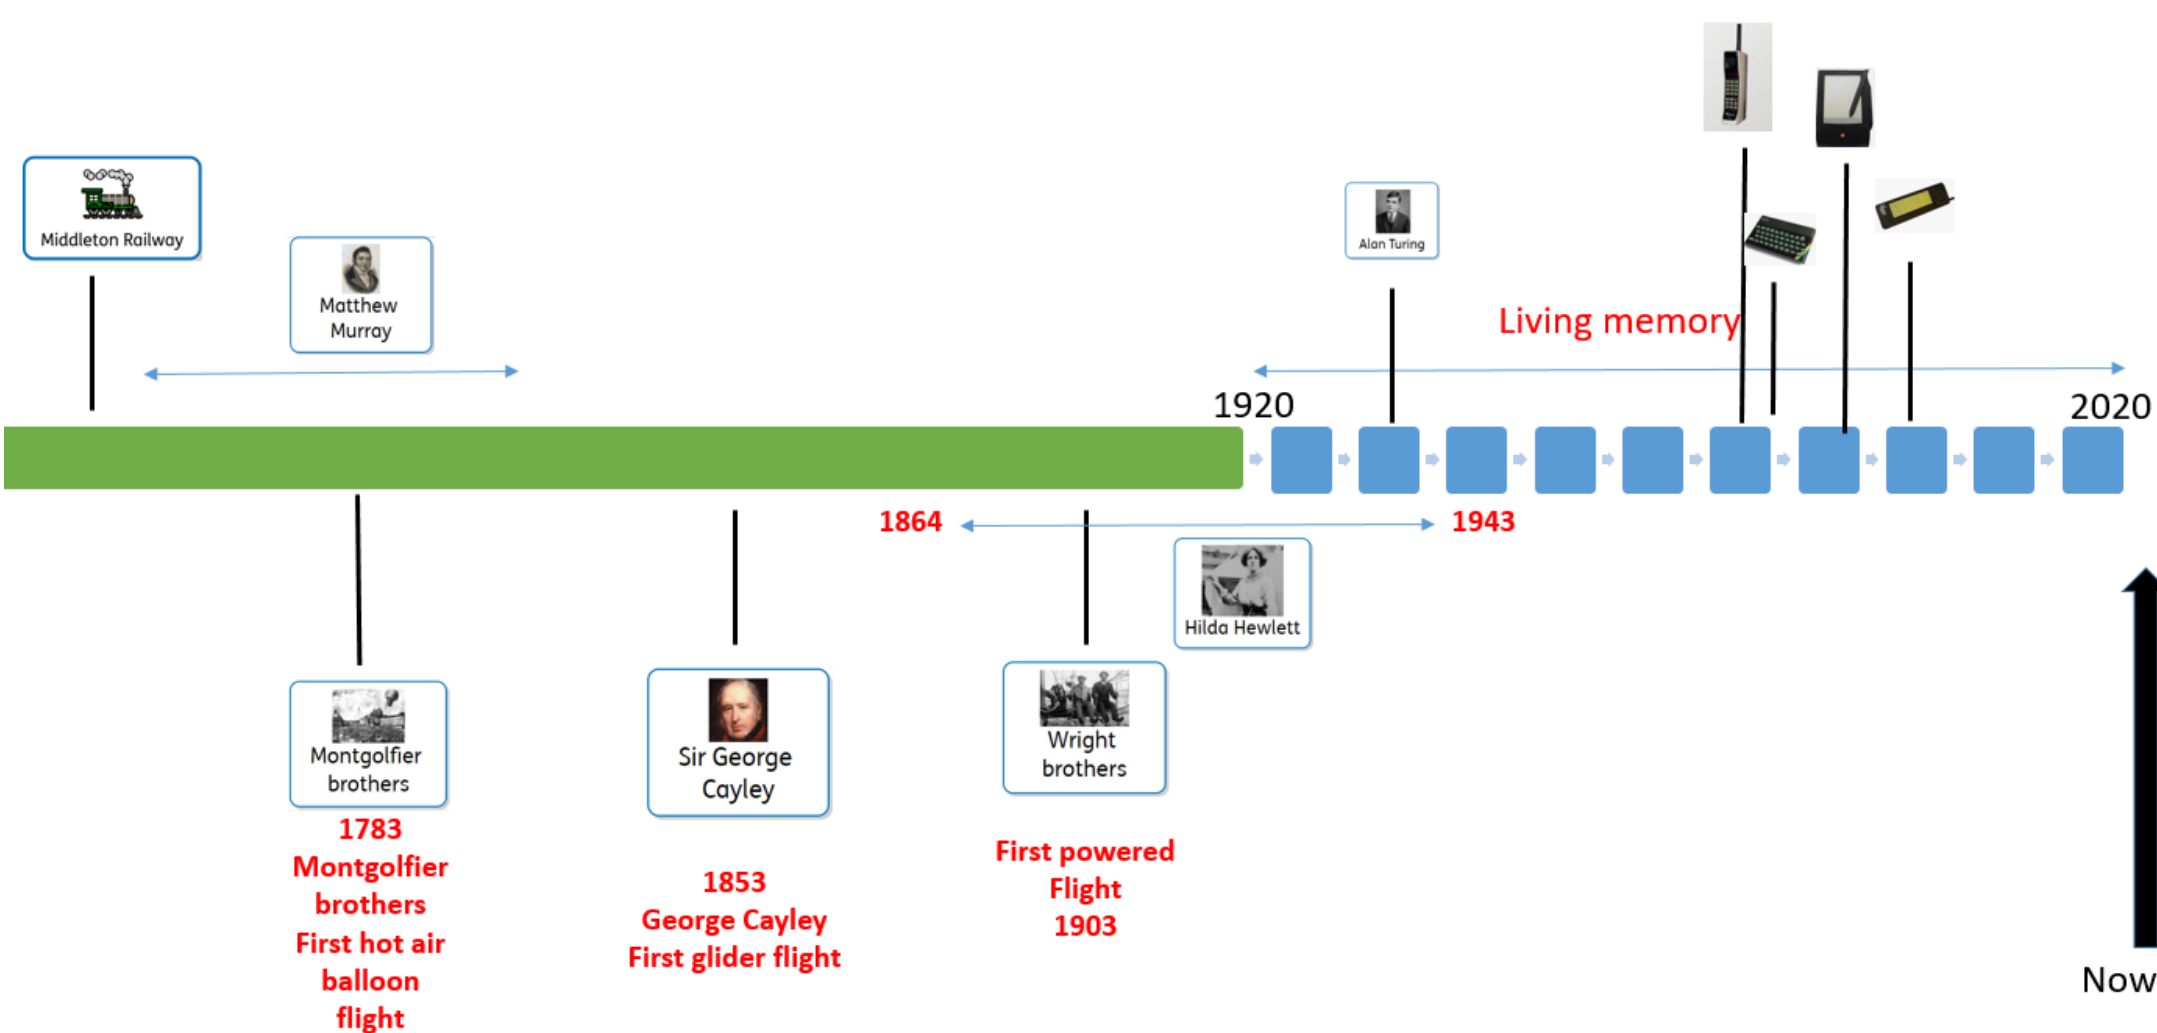 Middleton Railway
Matthew
Murray
Alan Turing
Living memory
1920
2020
1864
1943
Hilda Hewlett
Montgolfier
brothers
1783
Montgolfier
brothers
First hot air
balloon
flight
Sir George
Cayley
1853
George Cayley
First glider flight
Wright
brothers
First powered
Flight
1903
Now